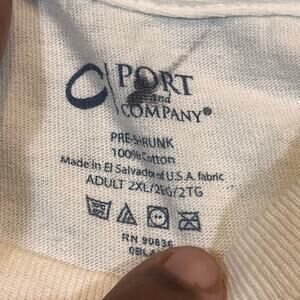 PORT
and
COMPANY®
PRE-SHRUNK
100% Cotton
Made in El Salvador of U.S.A. fabric
ADULT 2XL/2EG/2TG
RN 90836